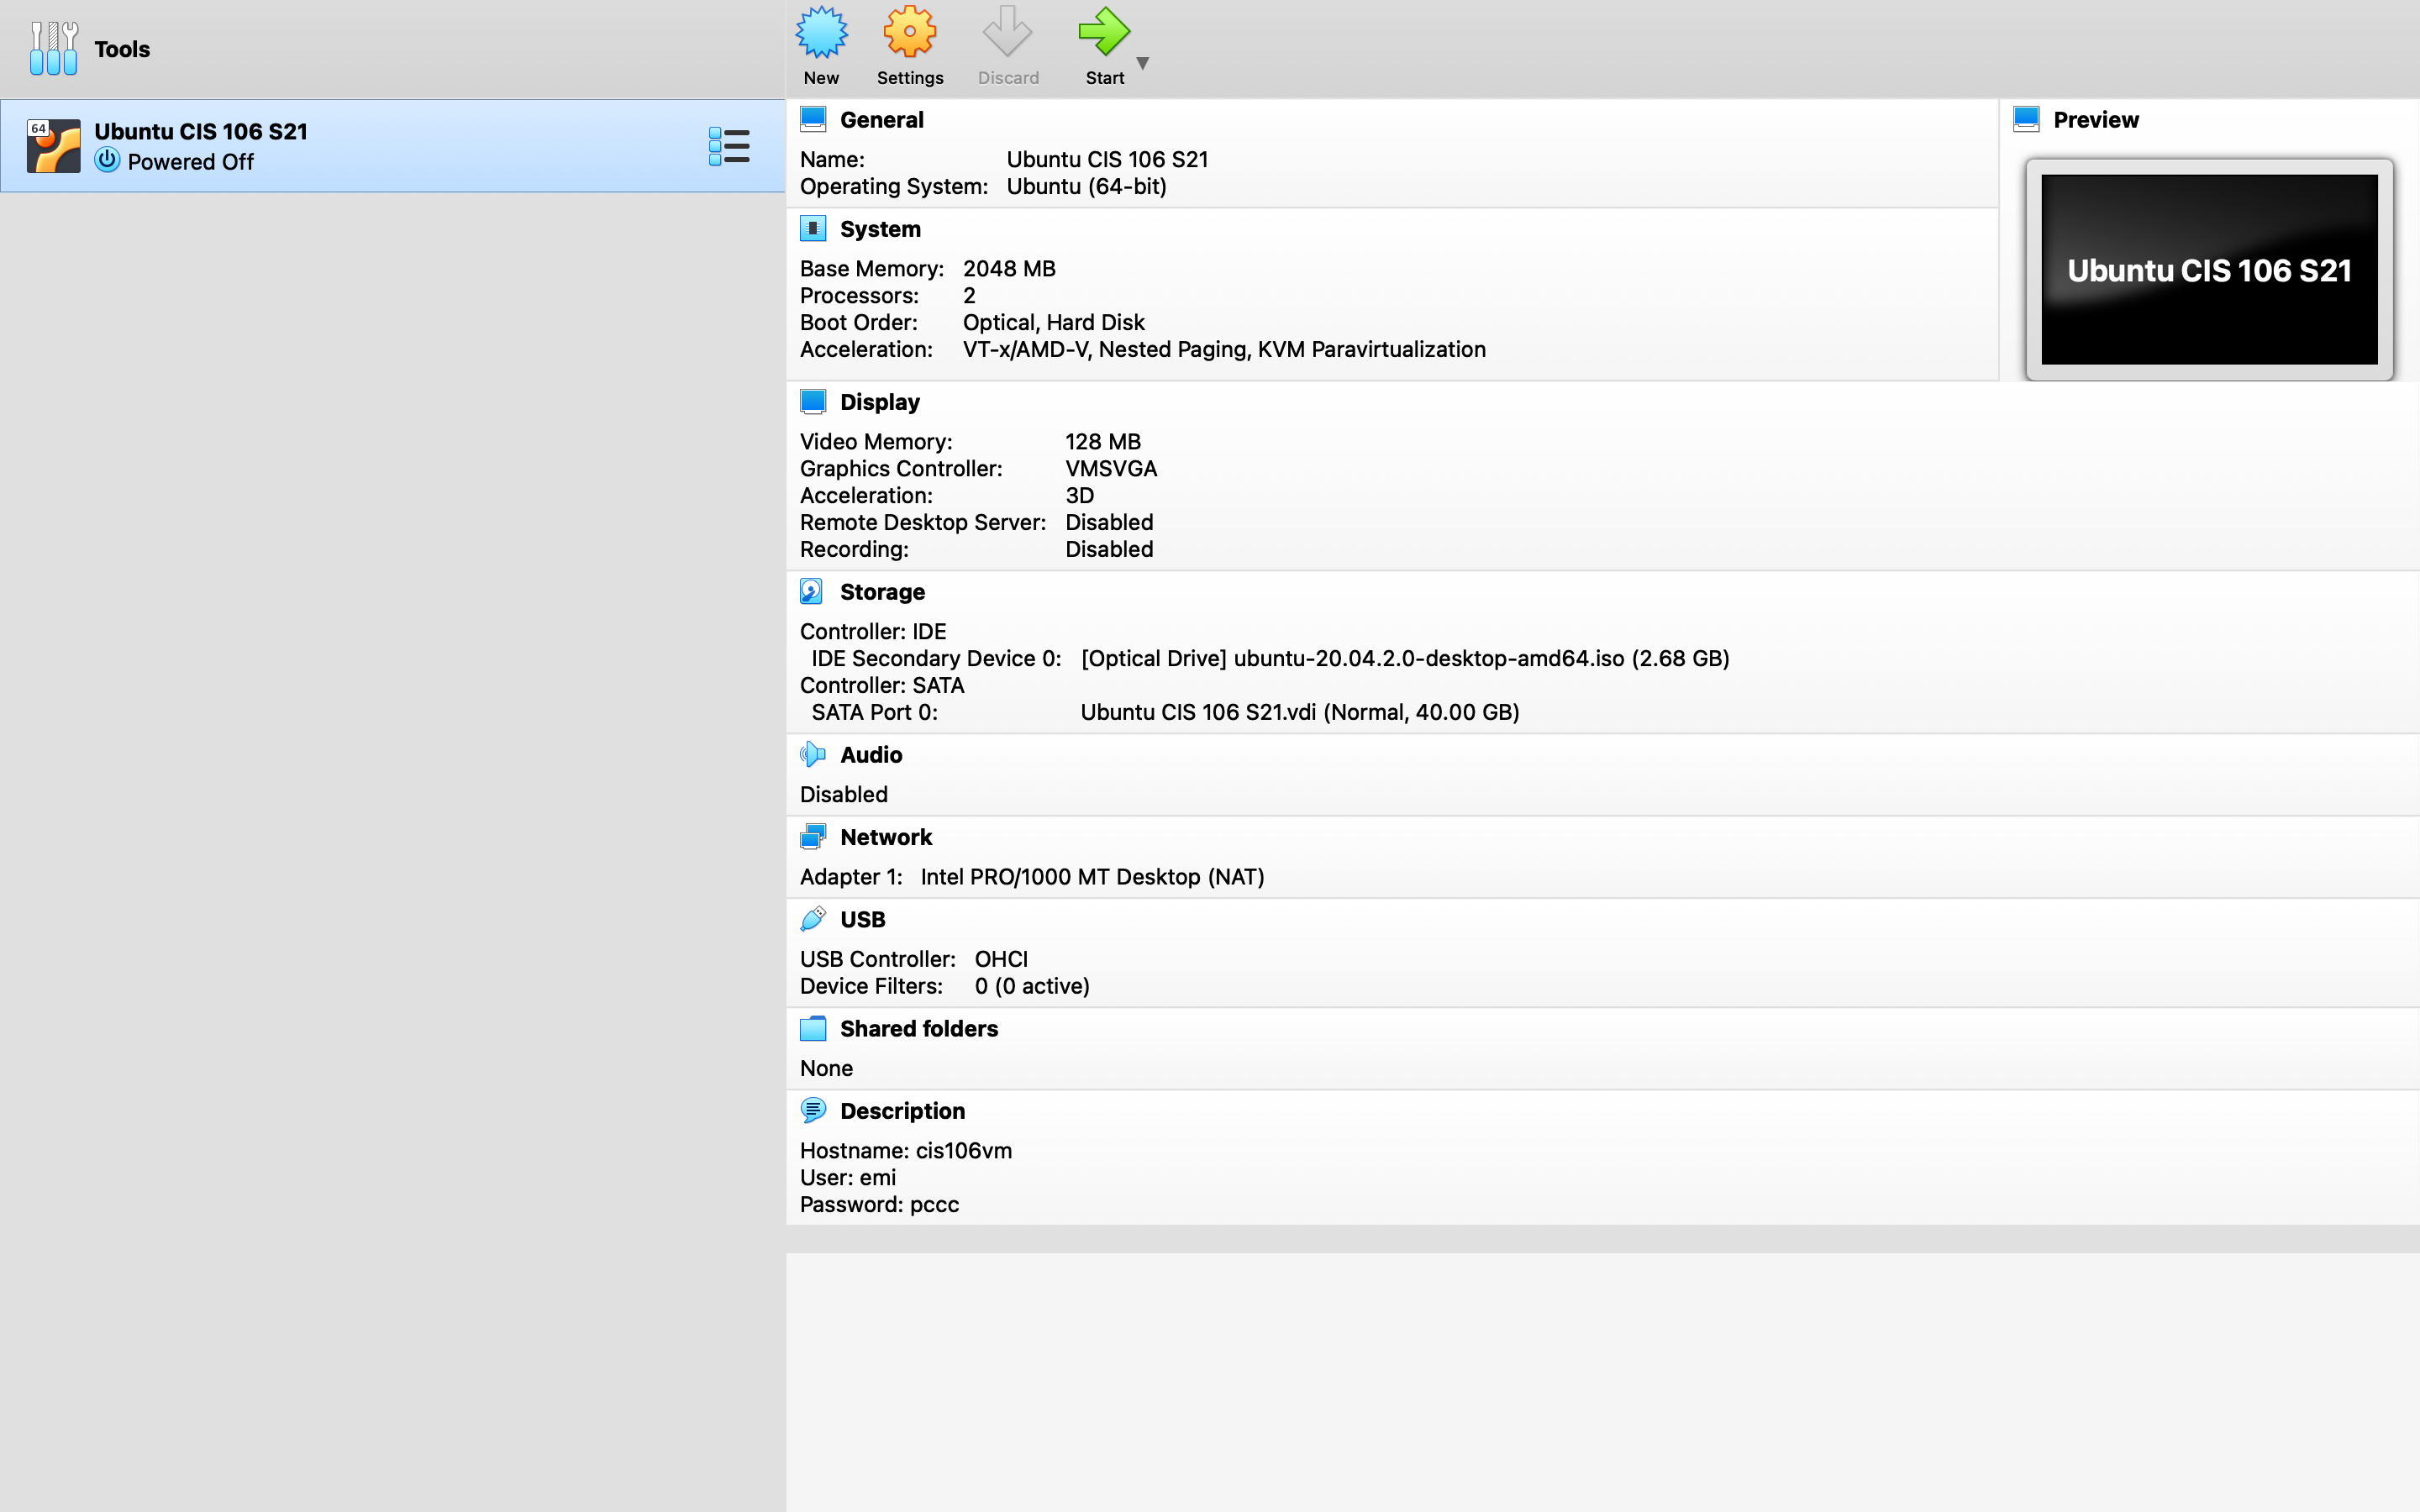 Tools
New Settings Discard Start
64
Ubuntu CIS 106 S21
Powered Off
General
Name: Ubuntu CIS 106 S21
Operating System: Ubuntu (64-bit)
Preview
Ubuntu CIS 106 S21
System
Base Memory: 2048 MB
Processors: 2
Boot Order: Optical, Hard Disk
Acceleration: VT-x/AMD-V, Nested Paging, KVM Paravirtualization
Display
Video Memory: 128 MB
Graphics Controller: VMSVGA
Acceleration: 3D
Remote Desktop Server: Disabled
Recording: Disabled
Storage
Controller: IDE
IDE Secondary Device 0: [Optical Drive] ubuntu-20.04.2.0-desktop-amd64.iso (2.68 GB)
Controller: SATA
SATA Port 0: Ubuntu CIS 106 S21.vdi (Normal, 40.00 GB)
Audio
Disabled
Network
Adapter 1: Intel PRO/1000 MT Desktop (NAT)
USB
USB Controller: OHCI
Device Filters: 0 (0 active)
Shared folders
None
Description
Hostname: cis106vm
User: emi
Password: pccc